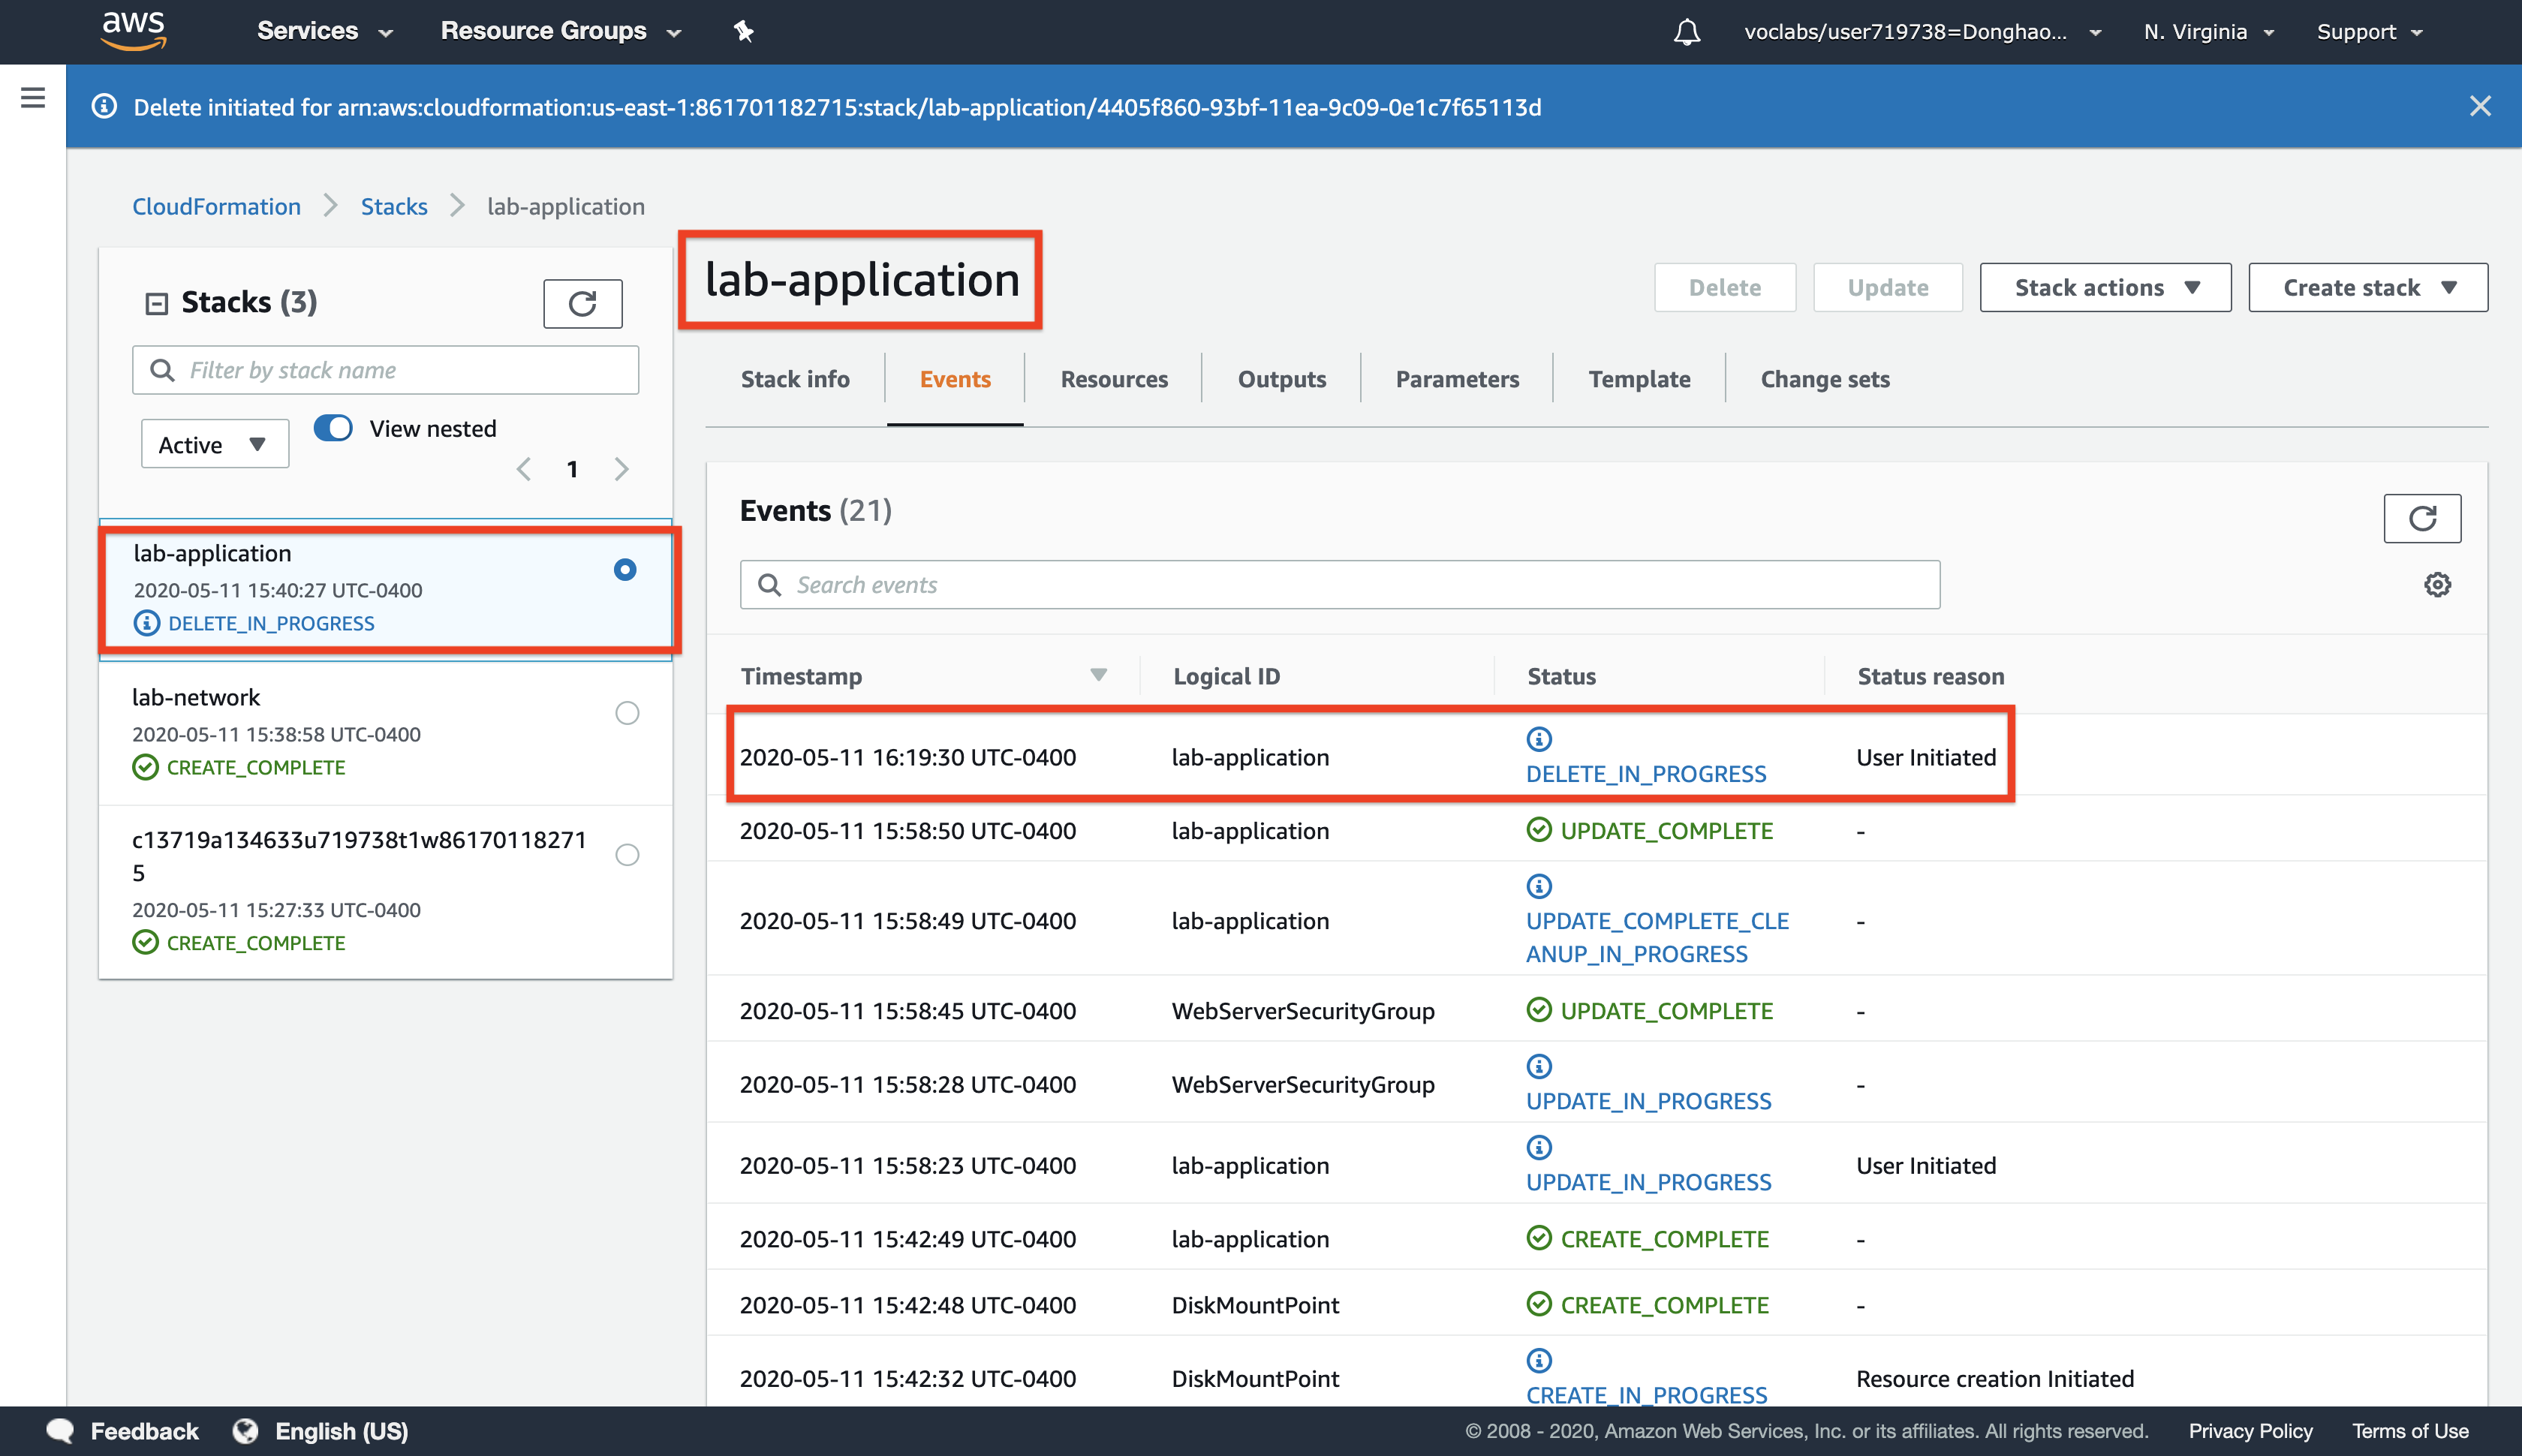 aws Services Resource Groups voclabs/user719738=Donghao... N. Virginia Support
Delete initiated for arn:aws:cloudformation:us-east-1:861701182715:stack/lab-application/4405f860-93bf-11ea-9c09-0e1c7f65113d
CloudFormation Stacks lab-application
Stacks (3)
Filter by stack name
Active View nested
1
lab-application
2020-05-11 15:40:27 UTC-0400
DELETE_IN_PROGRESS
lab-network
2020-05-11 15:38:58 UTC-0400
CREATE_COMPLETE
c13719a134633u719738t1w86170118271
5
2020-05-11 15:27:33 UTC-0400
CREATE_COMPLETE
lab-application
Delete Update Stack actions Create stack
Stack info Events Resources Outputs Parameters Template Change sets
Events (21)
Search events
Timestamp Logical ID Status Status reason
2020-05-11 16:19:30 UTC-0400 lab-application DELETE_IN_PROGRESS User Initiated
2020-05-11 15:58:50 UTC-0400 lab-application UPDATE_COMPLETE -
2020-05-11 15:58:49 UTC-0400 lab-application UPDATE_COMPLETE_CLE -
ANUP_IN_PROGRESS
2020-05-11 15:58:45 UTC-0400 WebServerSecurityGroup UPDATE_COMPLETE -
2020-05-11 15:58:28 UTC-0400 WebServerSecurityGroup UPDATE_IN_PROGRESS -
2020-05-11 15:58:23 UTC-0400 lab-application UPDATE_IN_PROGRESS User Initiated
2020-05-11 15:42:49 UTC-0400 lab-application CREATE_COMPLETE -
2020-05-11 15:42:48 UTC-0400 DiskMountPoint CREATE_COMPLETE -
2020-05-11 15:42:32 UTC-0400 DiskMountPoint CREATE_IN_PROGRESS Resource creation Initiated
Feedback English (US) © 2008 - 2020, Amazon Web Services, Inc. or its affiliates. All rights reserved. Privacy Policy Terms of Use